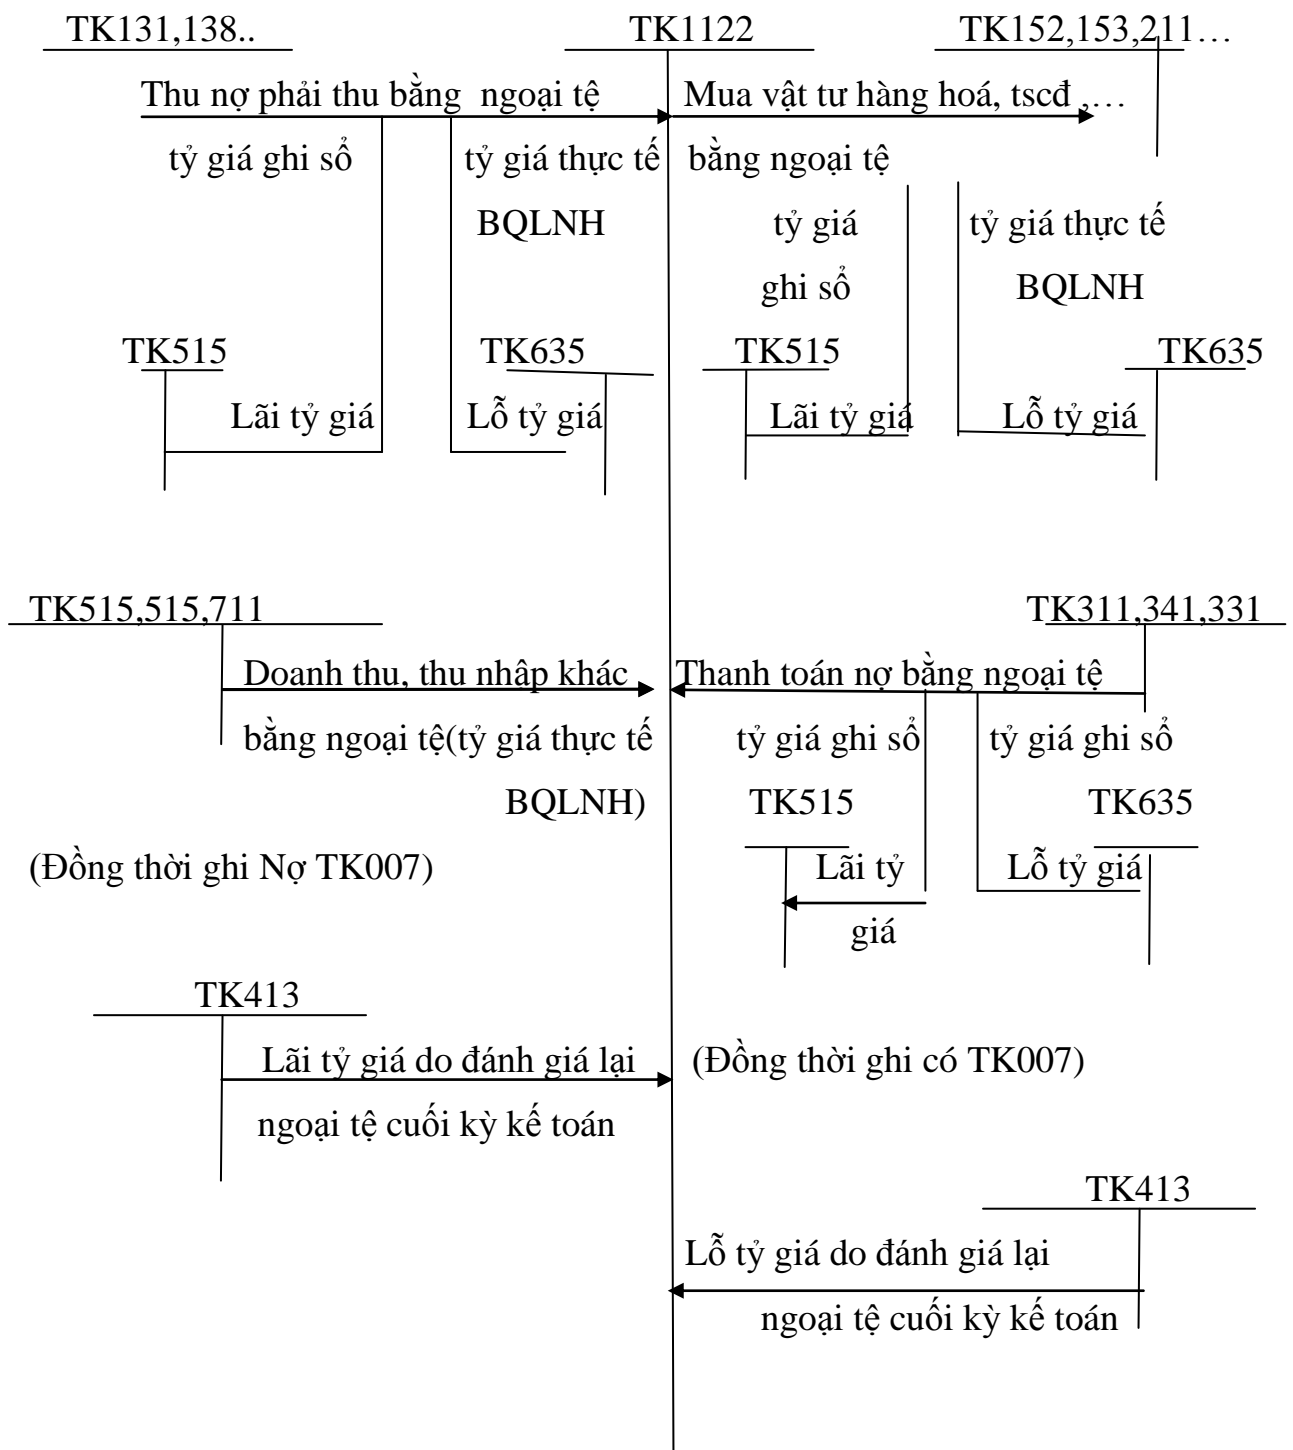 TK131,138.. TK1122 TK152,153,211…
Thu nợ phải thu bằng ngoại tệ Mua vật tư hàng hoá, tscđ ,…
tỷ giá ghi sổ tỷ giá thực tế bằng ngoại tệ
BQLNH tỷ giá tỷ giá thực tế
ghi sổ BQLNH
TK515 TK635 TK515 TK635
Lãi tỷ giá Lỗ tỷ giá Lãi tỷ giá Lỗ tỷ giá
TK515,515,711 TK311,341,331
Doanh thu, thu nhập khác Thanh toán nợ bằng ngoại tệ
bằng ngoại tệ(tỷ giá thực tế tỷ giá ghi sổ tỷ giá ghi sổ
BQLNH) TK515 TK635
(Đồng thời ghi Nợ TK007) Lãi tỷ Lỗ tỷ giá
giá
TK413
Lãi tỷ giá do đánh giá lại (Đồng thời ghi có TK007)
ngoại tệ cuối kỳ kế toán
TK413
Lỗ tỷ giá do đánh giá lại
ngoại tệ cuối kỳ kế toán